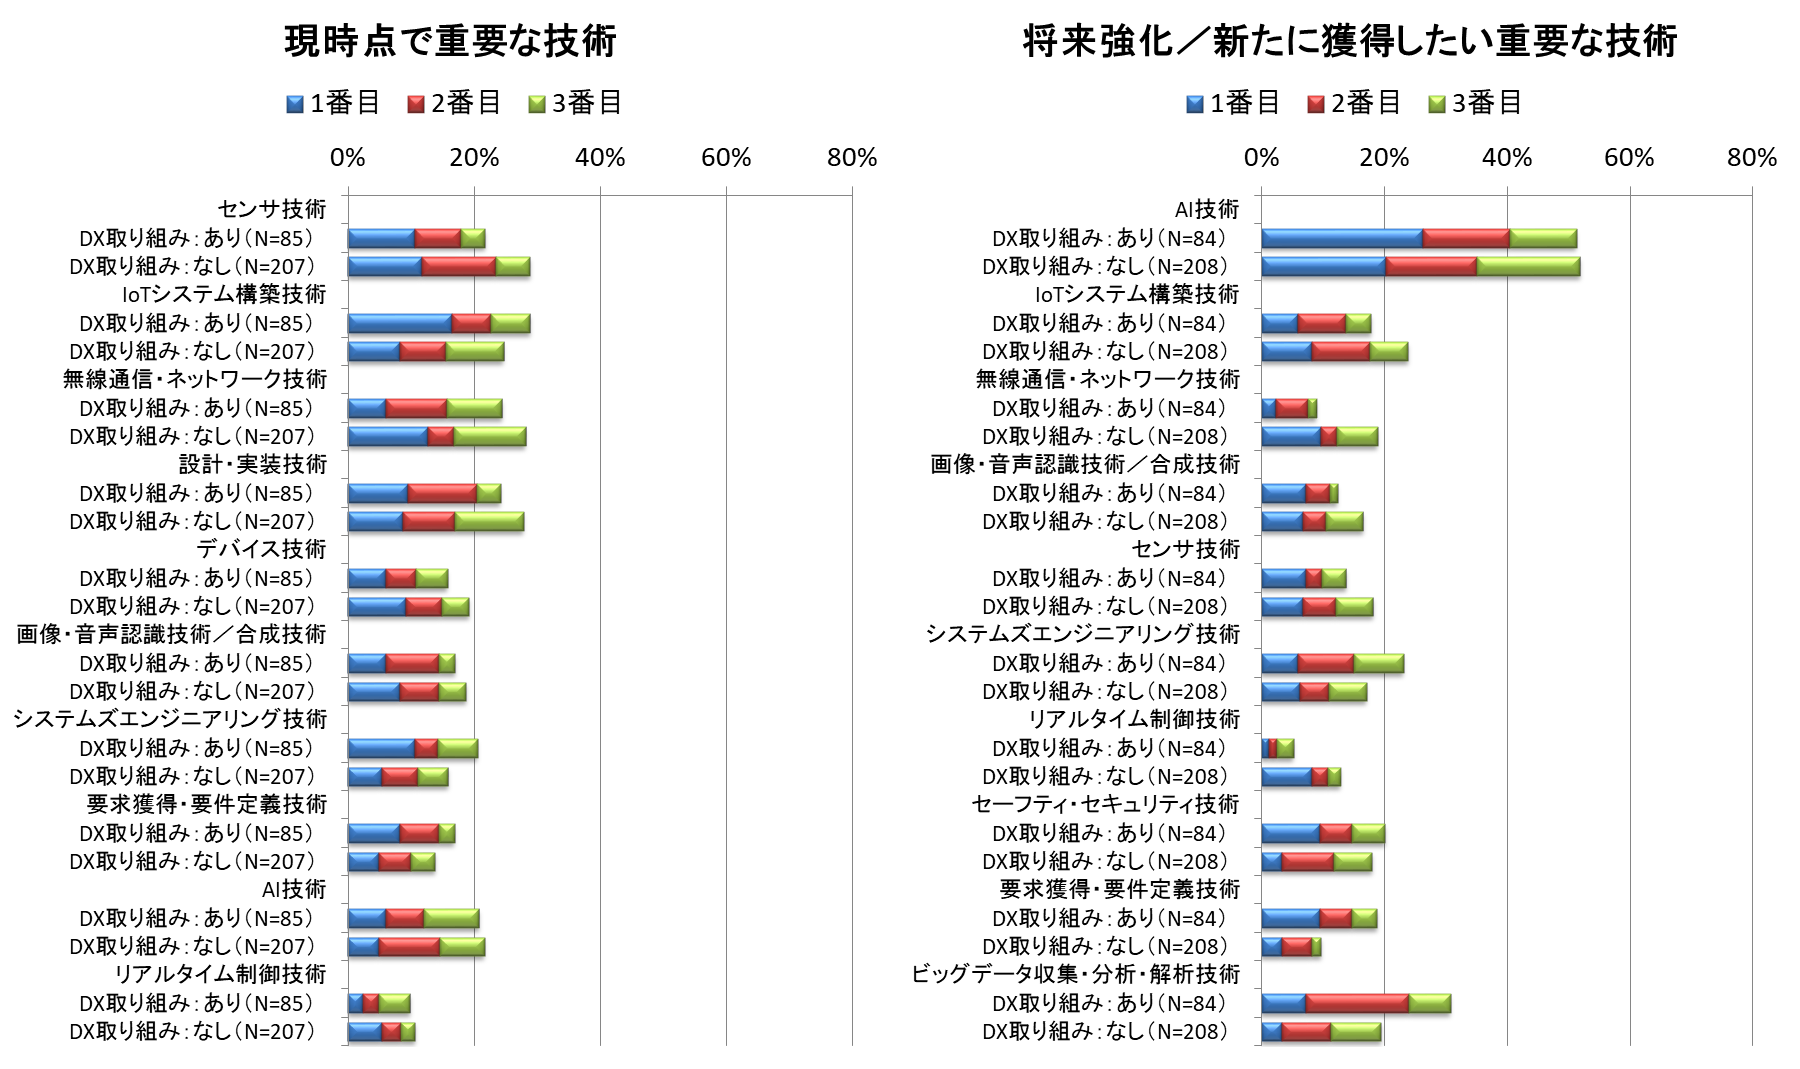 現時点で重要な技術
1番目 2番目 3番目
0% 20% 40% 60% 80%
センサ技術
DX取り組み：あり（N=85）
DX取り組み：なし（N=207）
IoTシステム構築技術
DX取り組み：あり（N=85）
DX取り組み：なし（N=207）
無線通信・ネットワーク技術
DX取り組み：あり（N=85）
DX取り組み：なし（N=207）
設計・実装技術
DX取り組み：あり（N=85）
DX取り組み：なし（N=207）
デバイス技術
DX取り組み：あり（N=85）
DX取り組み：なし（N=207）
画像・音声認識技術／合成技術
DX取り組み：あり（N=85）
DX取り組み：なし（N=207）
システムズエンジニアリング技術
DX取り組み：あり（N=85）
DX取り組み：なし（N=207）
要求獲得・要件定義技術
DX取り組み：あり（N=85）
DX取り組み：なし（N=207）
AI技術
DX取り組み：あり（N=85）
DX取り組み：なし（N=207）
リアルタイム制御技術
DX取り組み：あり（N=85）
DX取り組み：なし（N=207）
将来強化／新たに獲得したい重要な技術
1番目 2番目 3番目
0% 20% 40% 60% 80%
AI技術
DX取り組み：あり（N=84）
DX取り組み：なし（N=208）
IoTシステム構築技術
DX取り組み：あり（N=84）
DX取り組み：なし（N=208）
無線通信・ネットワーク技術
DX取り組み：あり（N=84）
DX取り組み：なし（N=208）
画像・音声認識技術／合成技術
DX取り組み：あり（N=84）
DX取り組み：なし（N=208）
センサ技術
DX取り組み：あり（N=84）
DX取り組み：なし（N=208）
システムズエンジニアリング技術
DX取り組み：あり（N=84）
DX取り組み：なし（N=208）
リアルタイム制御技術
DX取り組み：あり（N=84）
DX取り組み：なし（N=208）
セーフティ・セキュリティ技術
DX取り組み：あり（N=84）
DX取り組み：なし（N=208）
要求獲得・要件定義技術
DX取り組み：あり（N=84）
DX取り組み：なし（N=208）
ビッグデータ収集・分析・解析技術
DX取り組み：あり（N=84）
DX取り組み：なし（N=208）